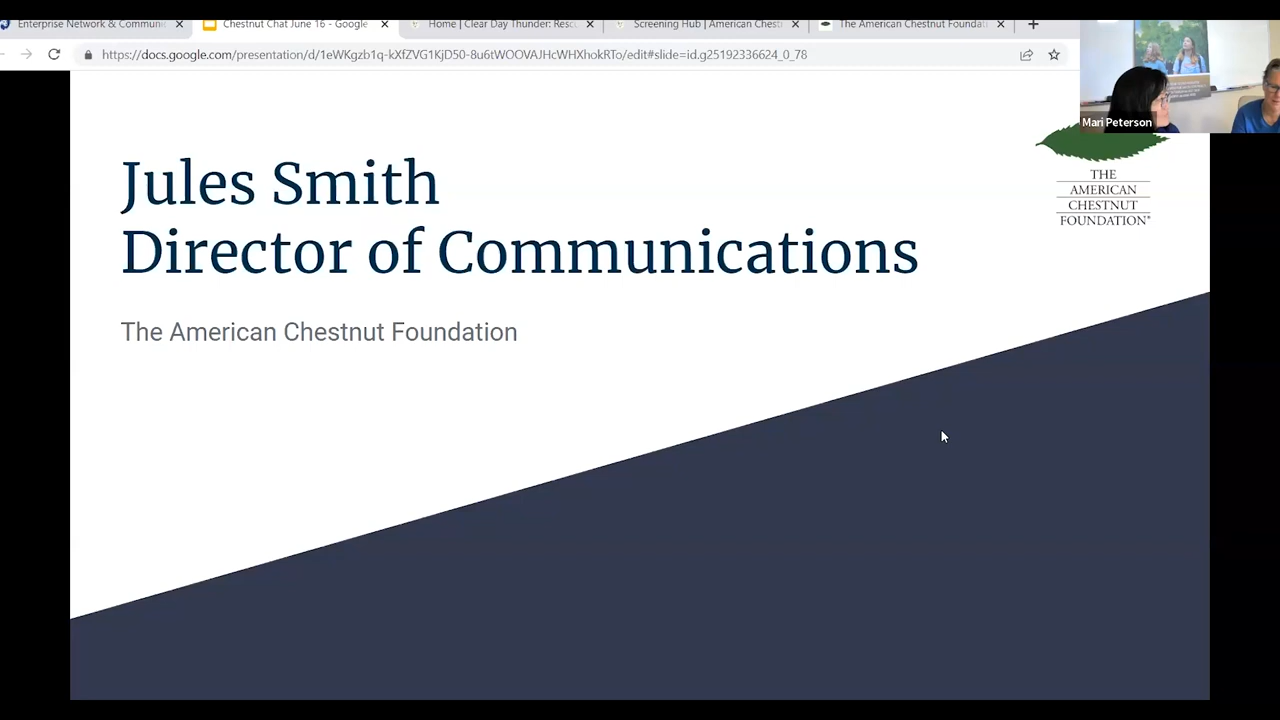 Enterprise Network & Communi
Chestnut Chat June 16 - Google
Home | Clear Day Thunder: Resc
Screening Hub | American Chest
The American Chestnut Foundat
https://docs.google.com/presentation/d/1eWKgzb1q-kXfZVG1KjD50-8u6tWOOVAJHcWHXhokRTo/edit#slide=id.g25192336624_0_78
Mari Peterson
THE
AMERICAN
CHESTNUT
FOUNDATION®
Jules Smith
Director of Communications
The American Chestnut Foundation